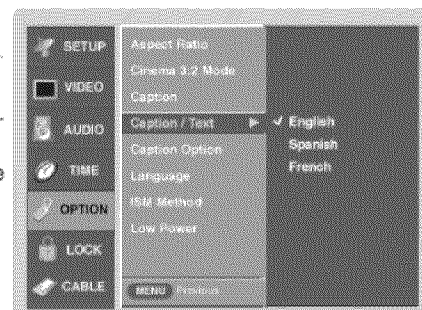 SETUP
VIDEO
AUDIO
TIME
OPTION
LOCK
CABLE
Aspect Ratio
Cinema 3:2 Mode
Caption
Caption / Text
Caption Option
Language
ISM Method
Low Power
MENU Previous
English
Spanish
French